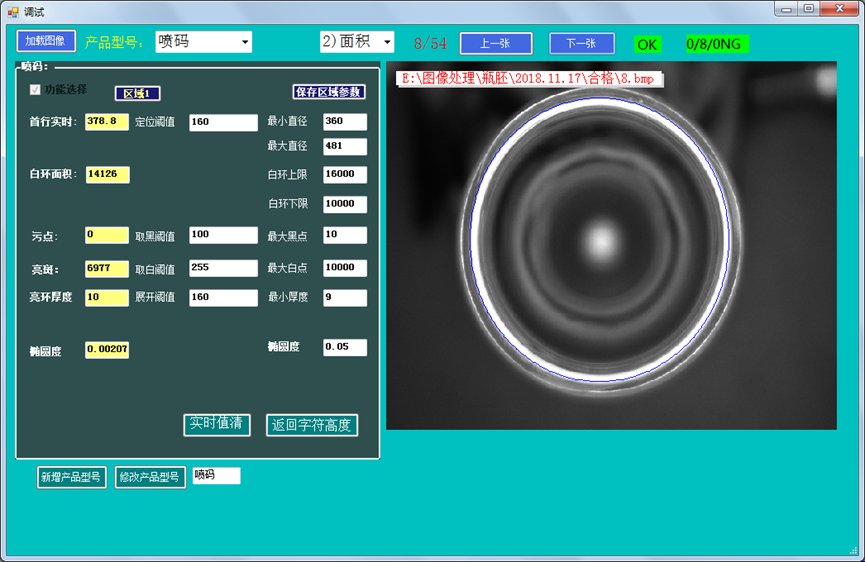 调试
加载图像 产品型号: 喷码 2)面积 8/54 上一张 下一张 OK 0/8/0NG
喷码:
功能选择 区域1 保存区域参数
首行实时: 378.8 定位阈值 160 最小直径 360
最大直径 481
白环面积: 14126 白环上限 16000
白环下限 10000
污点: 0 取黑阈值 100 最大黑点 10
亮斑: 6977 取白阈值 255 最大白点 10000
亮环厚度 10 展开阈值 160 最小厚度 9
椭圆度 0.00207 椭圆度 0.05
实时值清 返回字符高度
新增产品型号 修改产品型号 喷码
E:\图像处理\瓶胚\2018.11.17\合格\8.bmp